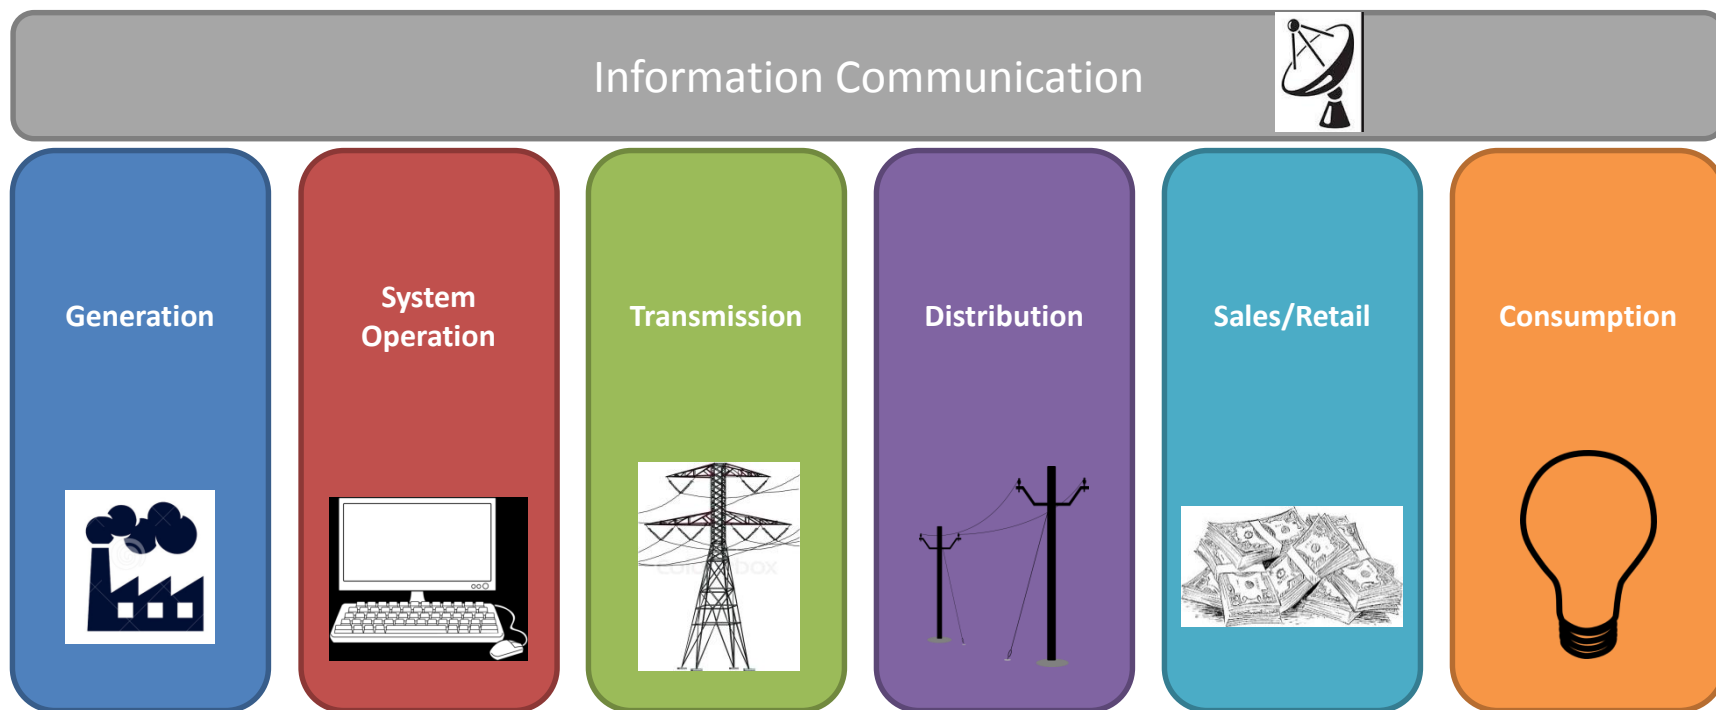 Information Communication
Generation
System
Operation
Transmission
Distribution
Sales/Retail
Consumption